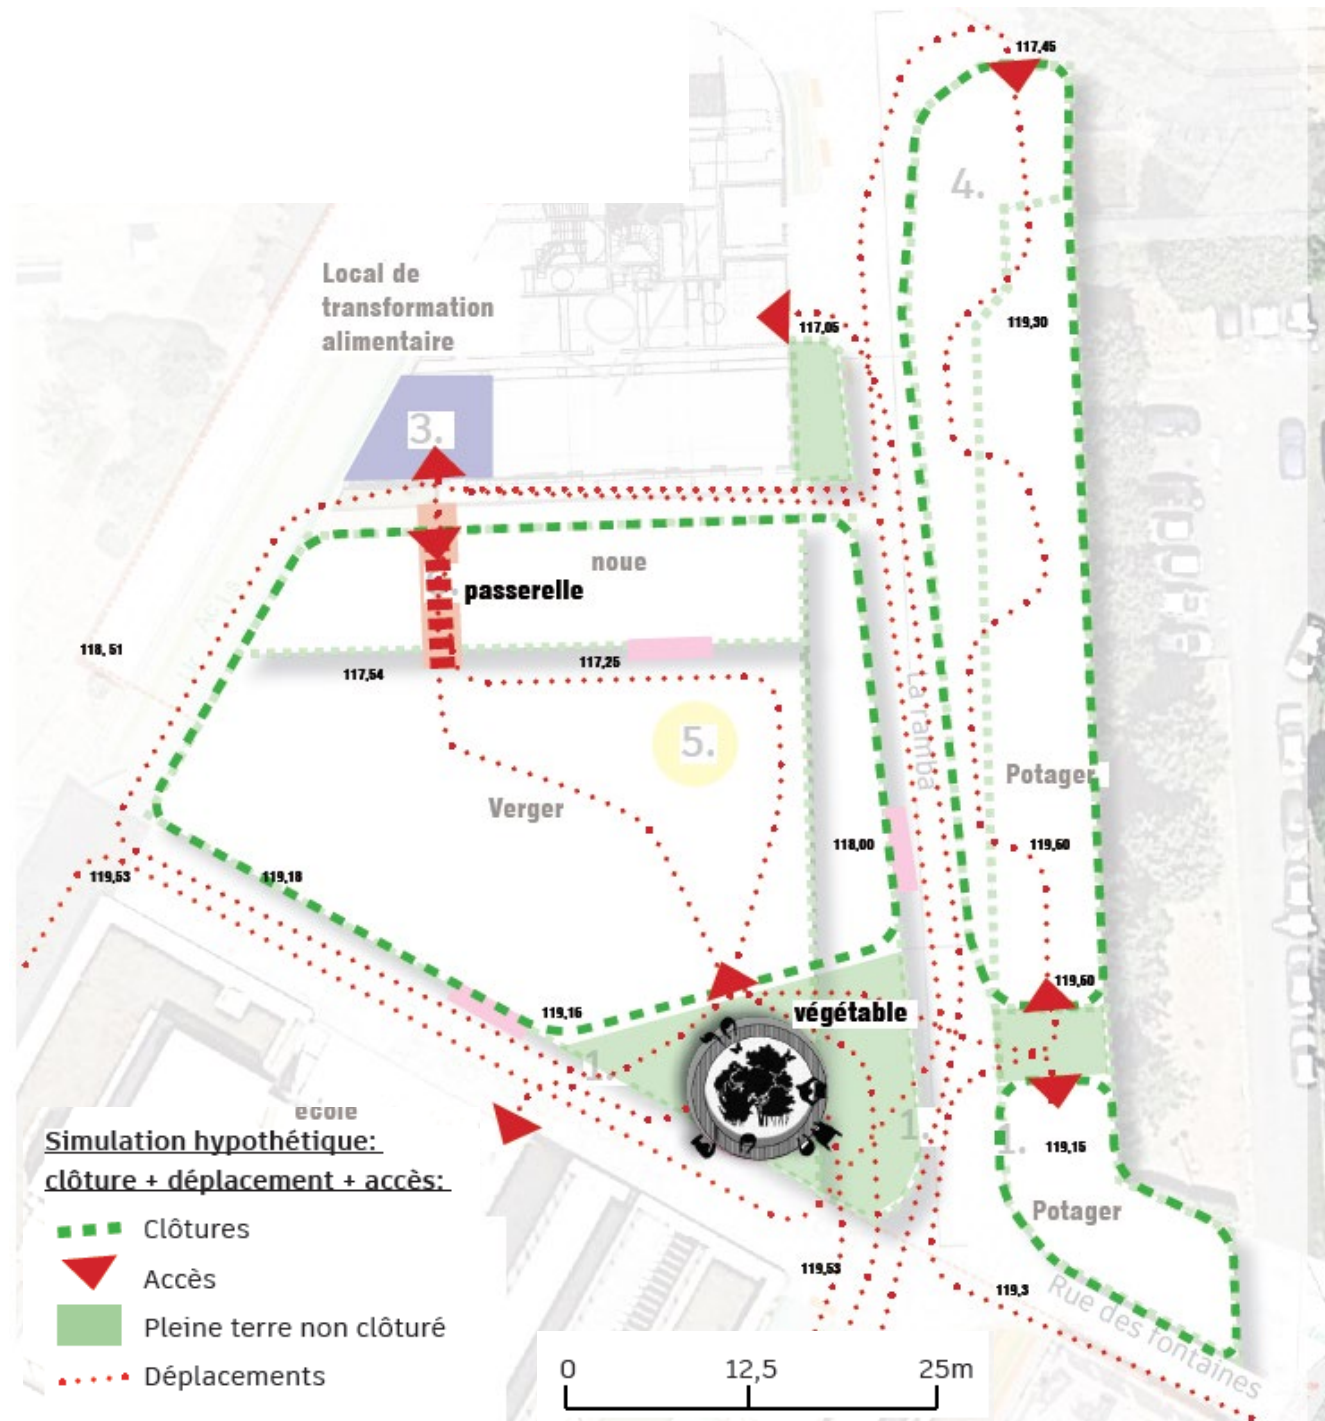 117,45
4.
Local de
transformation
alimentaire
119,30
117,05
3.
noue
passerelle
118, 51
117,54
117,25
5.
La rambla
Potager
Verger
118,00
119,60
119,53
119,18
119,60
119,16
végétable
1.
1.
1.
119,15
école
Potager
Simulation hypothétique:
clôture + déplacement + accès:
Clôtures
Accès
Pleine terre non clôturé
Déplacements
119,53
119,3
Rue des fontaines
0 12,5 25m